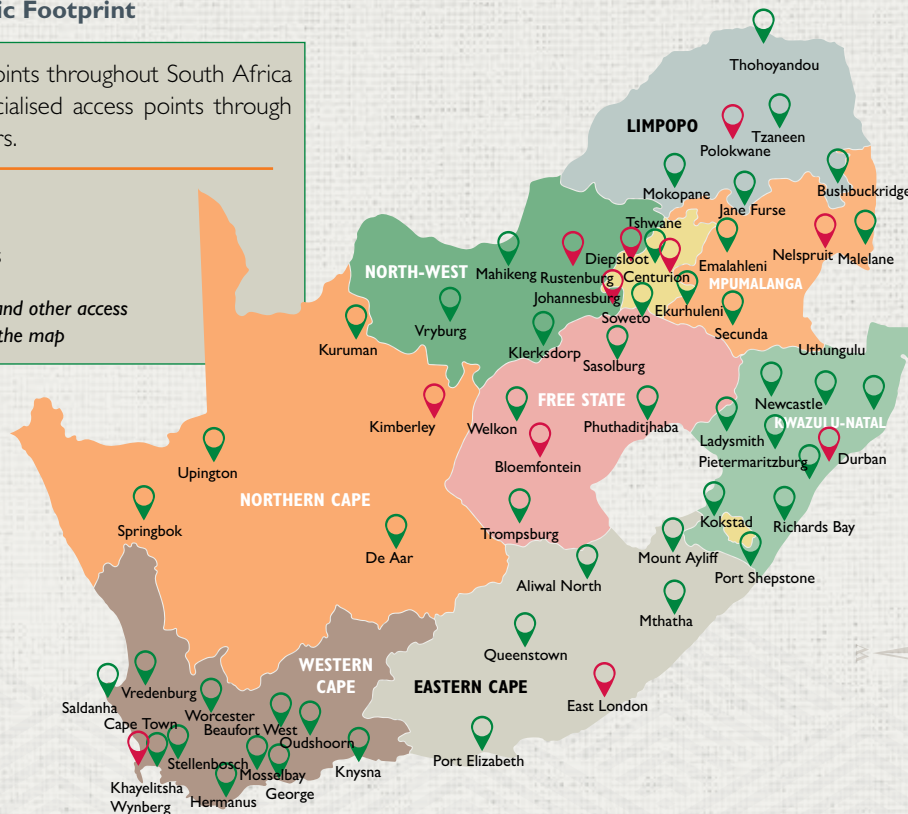 ic Footprint
oints throughout South Africa
cialised access points through
rs.
s
and other access
the map
Thohoyandou
LIMPOPO
Tzaneen
Polokwane
Mokopane
Bushbuckridge
Jane Furse
Tshwane
Diepsloot
Nelspruit
Malelane
Emalahleni
NORTH-WEST
Mahikeng
Rustenburg
Centurion
MPUMALANGA
Johannesburg
Ekurhuleni
Soweto
Vryburg
Secunda
Kuruman
Klerksdorp
Uthungulu
Sasolburg
FREE STATE
Newcastle
Kimberley
Welkon
Phuthaditjhaba
KWAZULU-NATAL
Ladysmith
Pietermaritzburg
Durban
Bloemfontein
Upington
NORTHERN CAPE
Springbok
Trompsburg
Kokstad
Richards Bay
De Aar
Mount Ayliff
Port Shepstone
Aliwal North
Mthatha
Queenstown
WESTERN
CAPE
EASTERN CAPE
Vredenburg
Saldanha
East London
Worcester
Cape Town
Beaufort West
Oudshoorn
Stellenbosch
Mosselbay
Knysna
Port Elizabeth
Khayelitsha
George
Hermanus
Wynberg